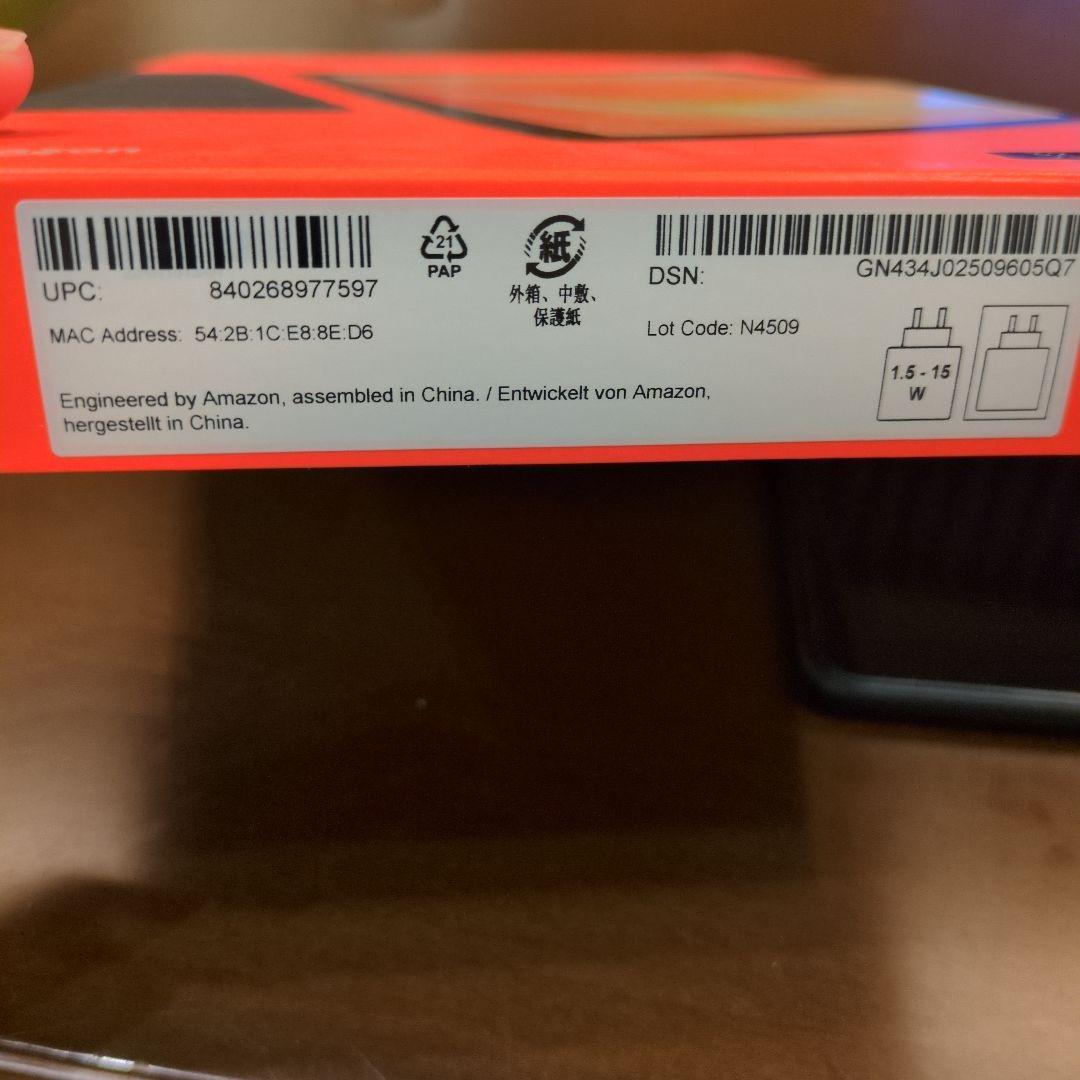 UPC: 840268977597
MAC Address: 54:2B:1C:E8:8E:D6
21
PAP
紙
外箱、中敷、
保護紙
DSN: GN434J02509605Q7
Lot Code: N4509
1.5 - 15
W
Engineered by Amazon, assembled in China. / Entwickelt von Amazon,
hergestellt in China.